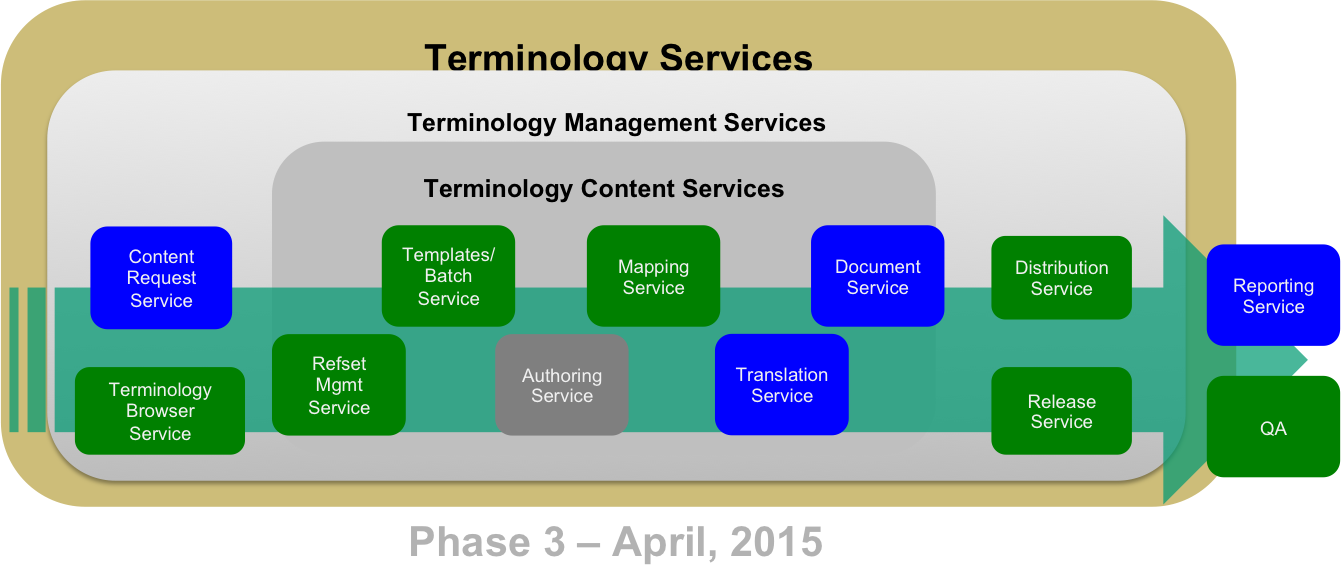 Terminology Services
Terminology Management Services
Terminology Content Services
Content
Request
Service
Templates/
Batch
Service
Mapping
Service
Document
Service
Distribution
Service
Reporting
Service
Terminology
Browser
Service
Refset
Mgmt
Service
Authoring
Service
Translation
Service
Release
Service
QA
Phase 3 – April, 2015